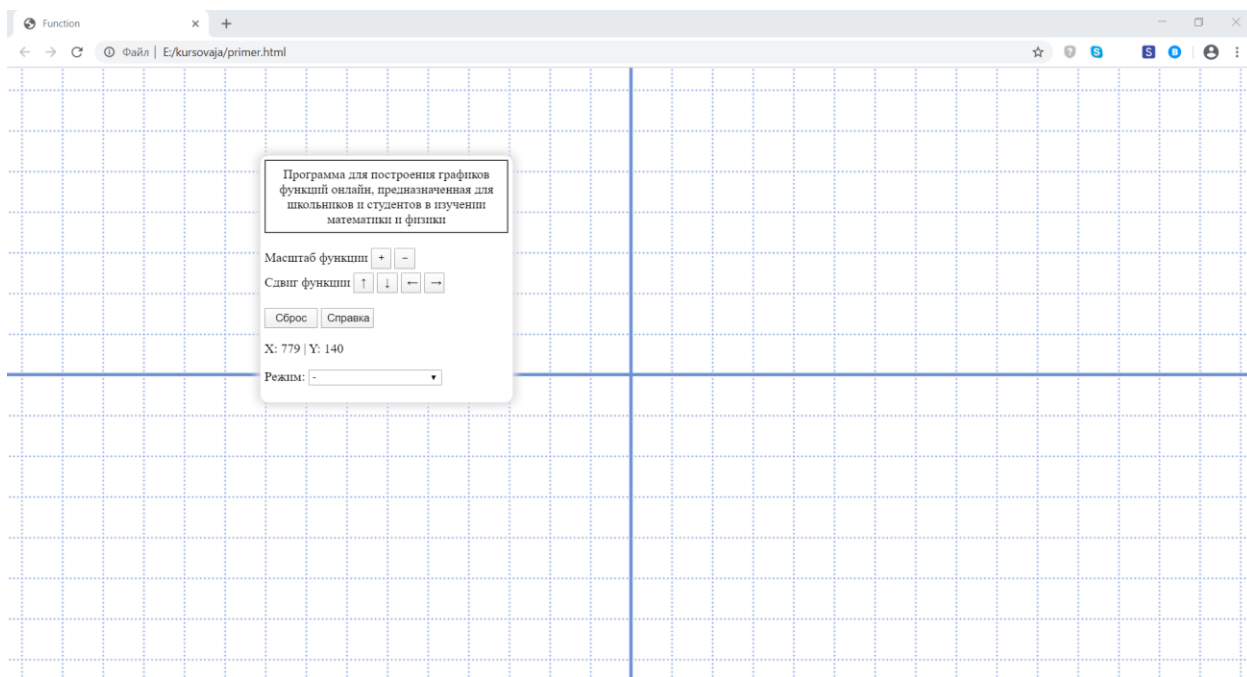 Function
Файл | E:/kursovaja/primer.html
Программа для построения графиков
функций онлайн, предназначенная для
школьников и студентов в изучении
математики и физики
Масштаб функции + −
Сдвиг функции ↑ ↓ ← →
Сброс Справка
X: 779 | Y: 140
Режим: -